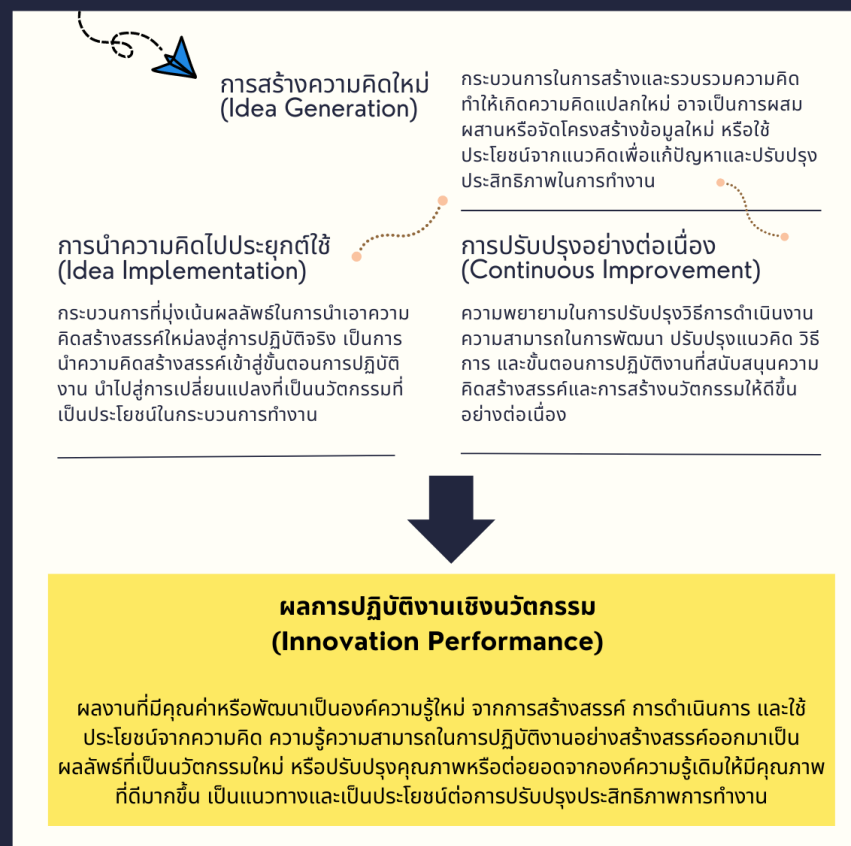 การสร้างความคิดใหม่
(Idea Generation)
กระบวนการในการสร้างและรวบรวมความคิด
ทำให้เกิดความคิดแปลกใหม่ อาจเป็นการผสม
ผสานหรือจัดโครงสร้างข้อมูลใหม่ หรือใช้
ประโยชน์จากแนวคิดเพื่อแก้ปัญหาและปรับปรุง
ประสิทธิภาพในการทำงาน
การนำความคิดไปประยุกต์ใช้
(Idea Implementation)
กระบวนการที่มุ่งเน้นผลลัพธ์ในการนำเอาความ
คิดสร้างสรรค์ใหม่ลงสู่การปฏิบัติจริง เป็นการ
นำความคิดสร้างสรรค์เข้าสู่ขั้นตอนการปฏิบัติ
งาน นำไปสู่การเปลี่ยนแปลงที่เป็นนวัตกรรมที่
เป็นประโยชน์ในกระบวนการทำงาน
การปรับปรุงอย่างต่อเนื่อง
(Continuous Improvement)
ความพยายามในการปรับปรุงวิธีการดำเนินงาน
ความสามารถในการพัฒนา ปรับปรุงแนวคิด วิธี
การ และขั้นตอนการปฏิบัติงานที่สนับสนุนความ
คิดสร้างสรรค์และการสร้างนวัตกรรมให้ดีขึ้น
อย่างต่อเนื่อง
ผลการปฏิบัติงานเชิงนวัตกรรม
(Innovation Performance)
ผลงานที่มีคุณค่าหรือพัฒนาเป็นองค์ความรู้ใหม่ จากการสร้างสรรค์ การดำเนินการ และใช้
ประโยชน์จากความคิด ความรู้ความสามารถในการปฏิบัติงานอย่างสร้างสรรค์ออกมาเป็น
ผลลัพธ์ที่เป็นนวัตกรรมใหม่ หรือปรับปรุงคุณภาพหรือต่อยอดจากองค์ความรู้เดิมให้มีคุณภาพ
ที่ดีมากขึ้น เป็นแนวทางและเป็นประโยชน์ต่อการปรับปรุงประสิทธิภาพการทำงาน